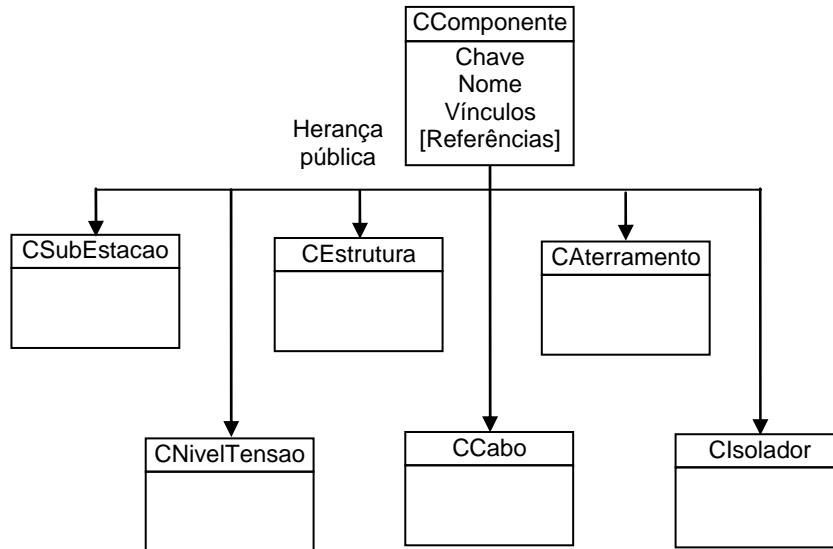 CComponente
Chave
Nome
Vínculos
[Referências]
Herança
pública
CSubEstacao
CEstrutura
CAterramento
CNivelTensao
CCabo
CIsolador